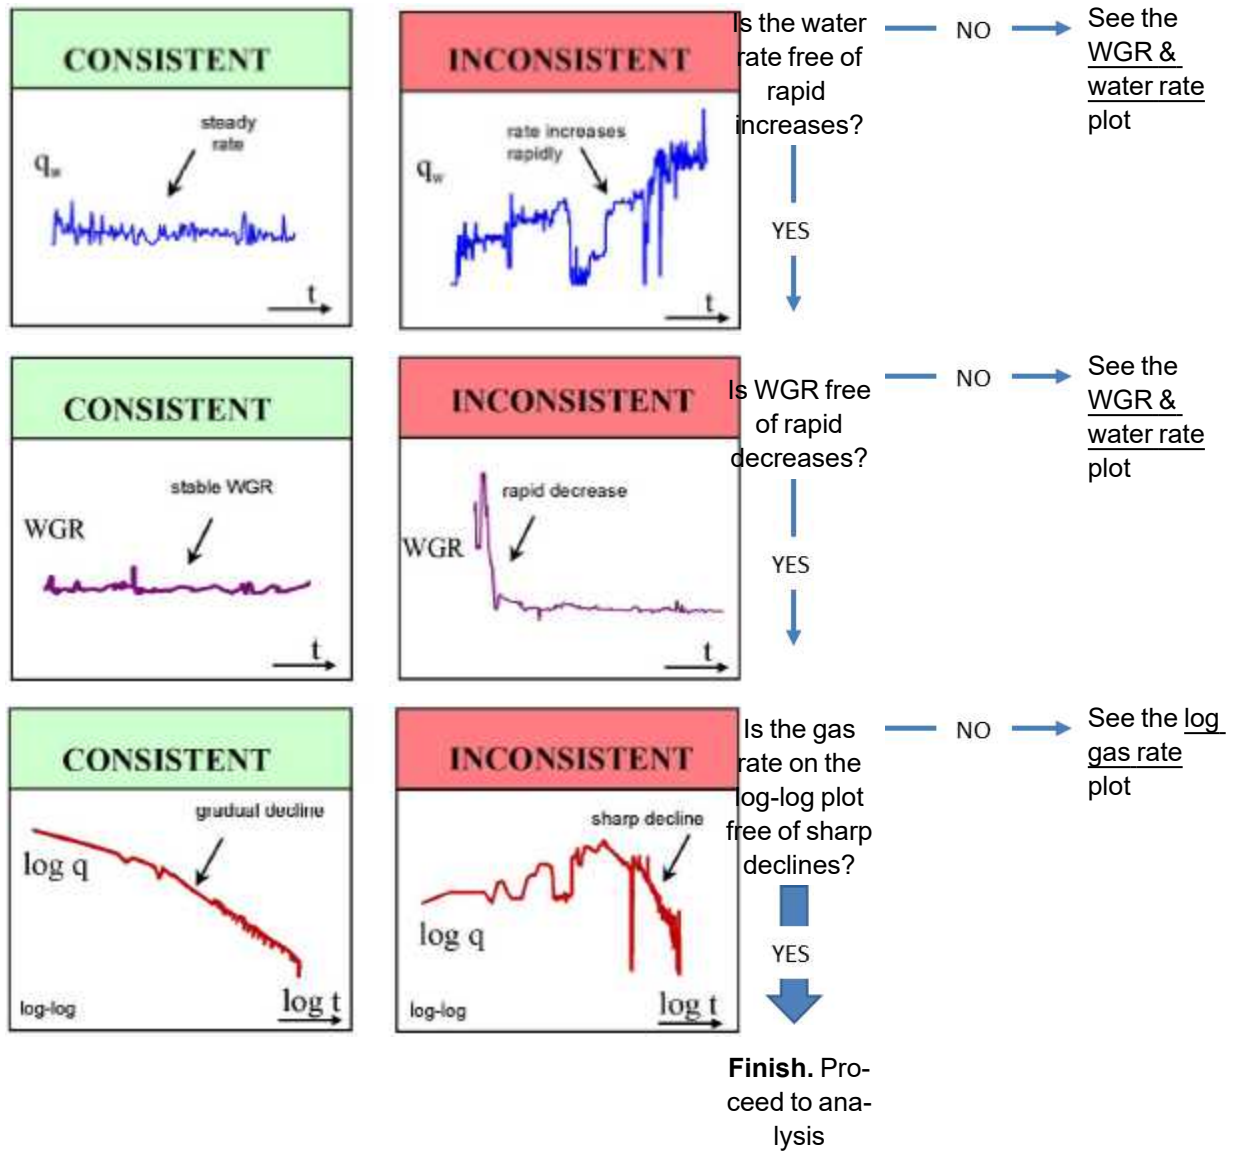 CONSISTENT
steady
rate
qw
t
INCONSISTENT
rate increases
rapidly
qw
t
Is the water
rate free of
rapid
increases?
NO
See the
WGR &
water rate
plot
YES
CONSISTENT
stable WGR
WGR
t
INCONSISTENT
rapid decrease
WGR
t
Is WGR free
of rapid
decreases?
NO
See the
WGR &
water rate
plot
YES
CONSISTENT
gradual decline
log q
log t
log-log
INCONSISTENT
sharp decline
log q
log t
log-log
Is the gas
rate on the
log-log plot
free of sharp
declines?
NO
See the log
gas rate
plot
YES
Finish. Pro-
ceed to ana-
lysis